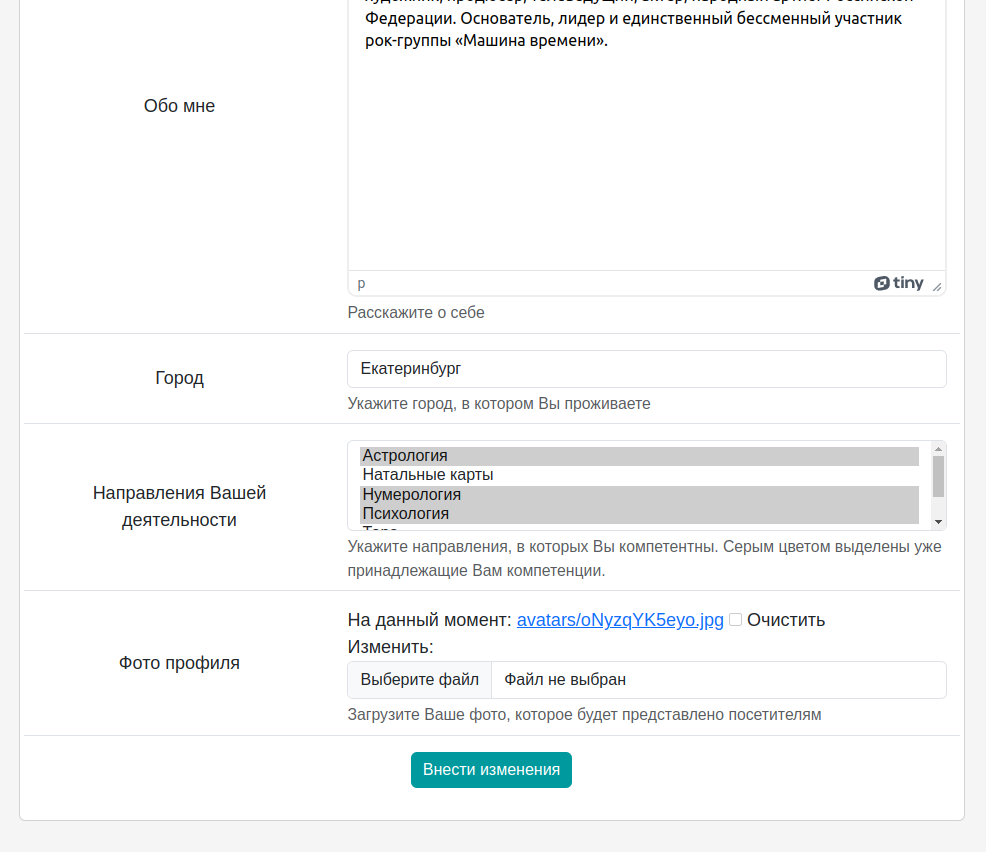 Федерации. Основатель, лидер и единственный бессменный участник
рок-группы «Машина времени».
Обо мне
p
tiny
Расскажите о себе
Город
Екатеринбург
Укажите город, в котором Вы проживаете
Направления Вашей
деятельности
Астрология
Натальные карты
Нумерология
Психология
Укажите направления, в которых Вы компетентны. Серым цветом выделены уже
принадлежащие Вам компетенции.
Фото профиля
На данный момент: avatars/oNyzqYK5eyo.jpg Очистить
Изменить:
Выберите файл Файл не выбран
Загрузите Ваше фото, которое будет представлено посетителям
Внести изменения